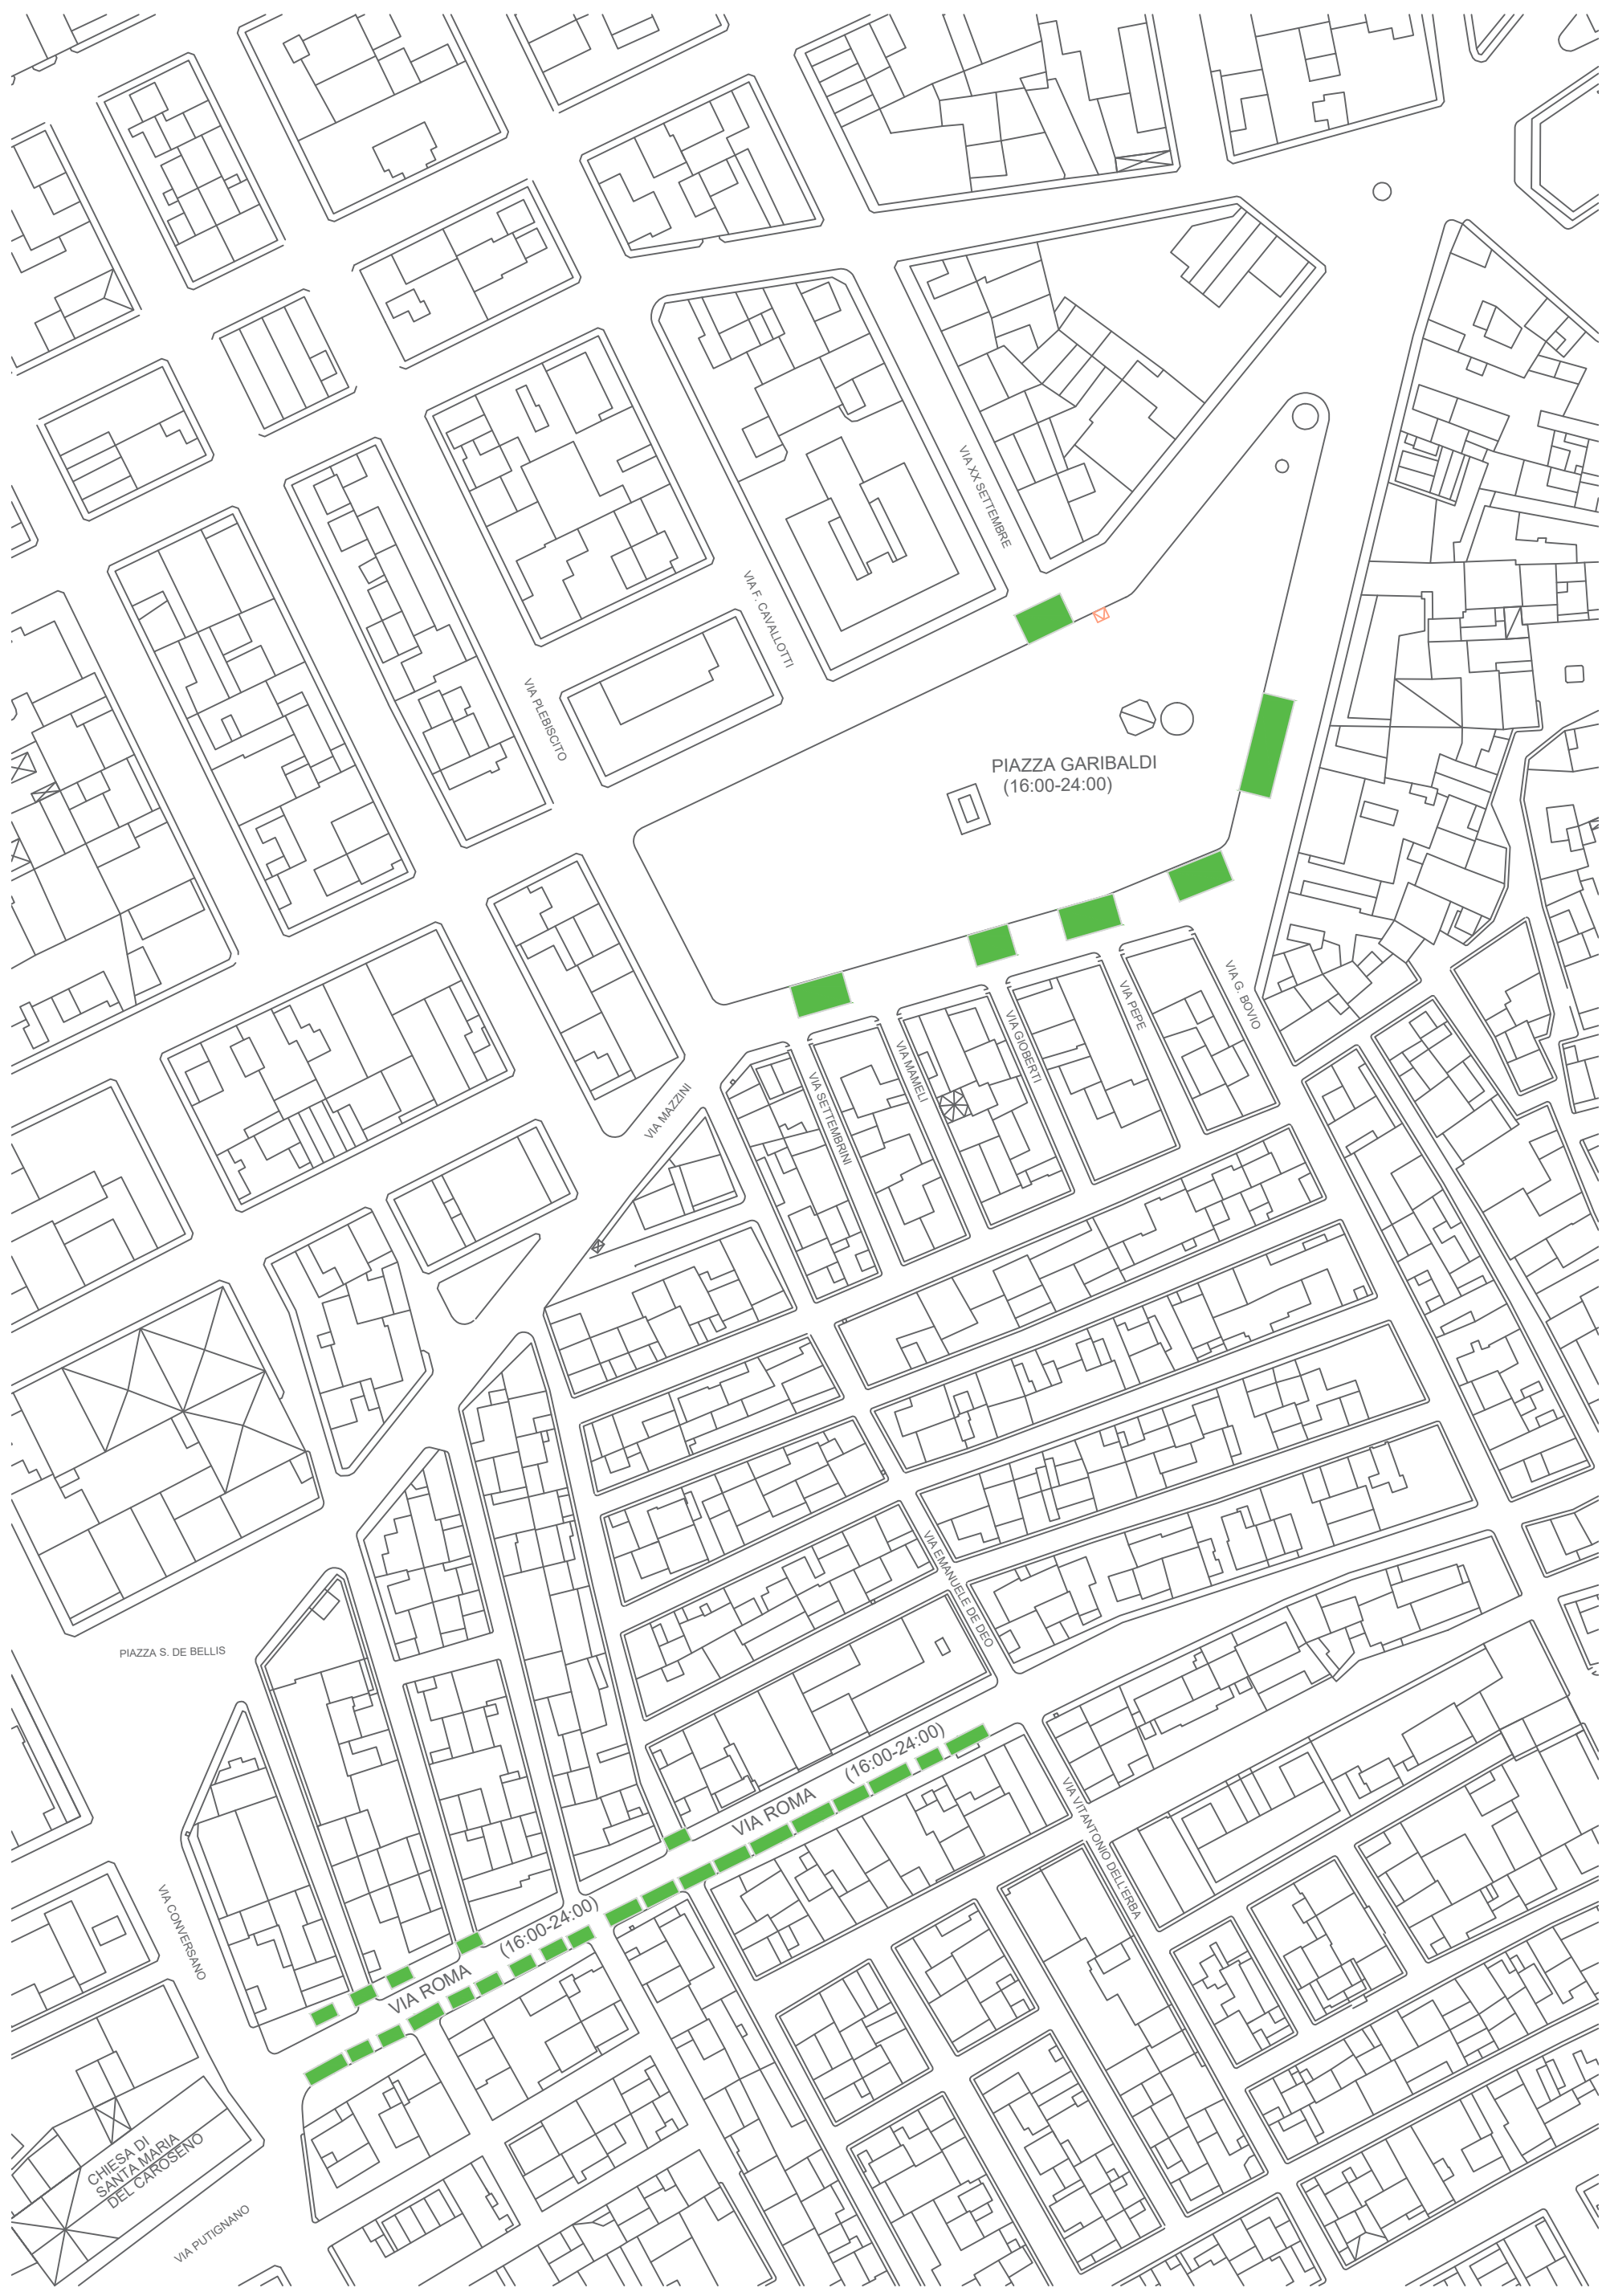 VIA XX SETTEMBRE
VIA F. CAVALLOTTI
VIA PLEBISCITO
PIAZZA GARIBALDI
(16:00-24:00)
VIA G. BOVIO
VIA PEPE
VIA GIOBERTI
VIA MAMELI
VIA SETTEMBRINI
VIA MAZZINI
VIA EMANUELE DE DEO
PIAZZA S. DE BELLIS
(16:00-24:00)
VIA ROMA
VIA VITANTONIO DELL'ERBA
VIA CONVERSANO
(16:00-24:00)
VIA ROMA
CHIESA DI
SANTA MARIA
DEL CAROSENO
VIA PUTIGNANO